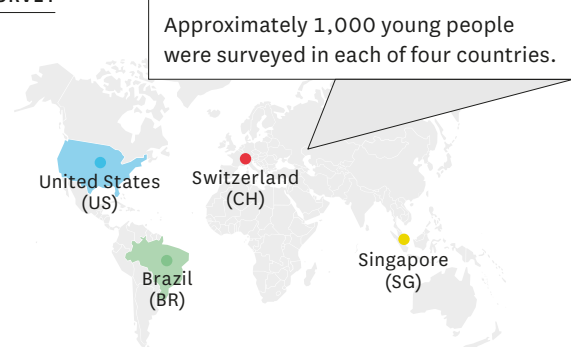 Approximately 1,000 young people
were surveyed in each of four countries.
United States
(US)
Switzerland
(CH)
Brazil
(BR)
Singapore
(SG)